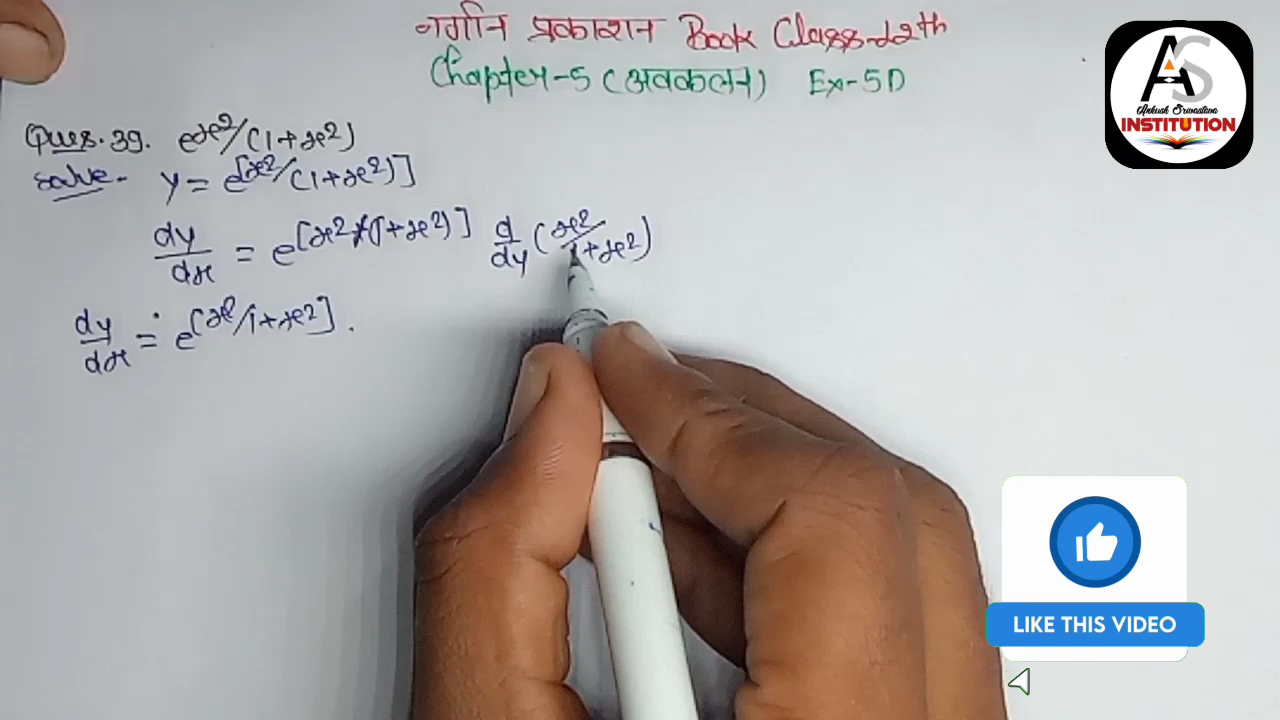 नगीन प्रकाशन Book Class-12th
Chapter-5 (अवकलन) Ex-5D
Ques. 39. e^x²/(1+x²)
solve- y = e^[x²/(1+x²)]
dy/dx = e^[x²/(1+x²)] d/dy (x²/1+x²)
dy/dx = e^[x²/1+x²].
AS
Ankush Srivastava
INSTITUTION
LIKE THIS VIDEO